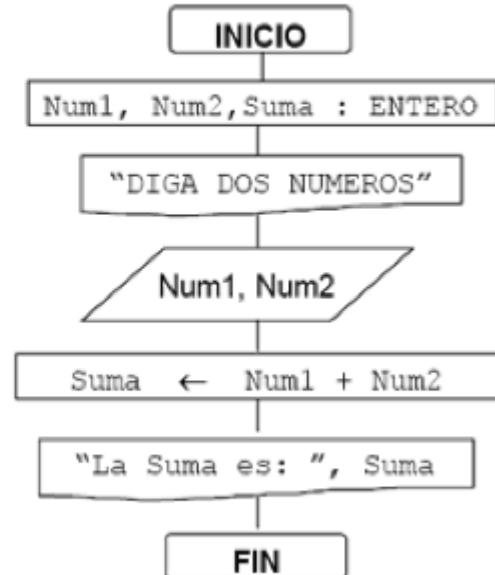 INICIO
Num1, Num2,Suma : ENTERO
“DIGA DOS NUMEROS”
Num1, Num2
Suma ← Num1 + Num2
“La Suma es: ”, Suma
FIN